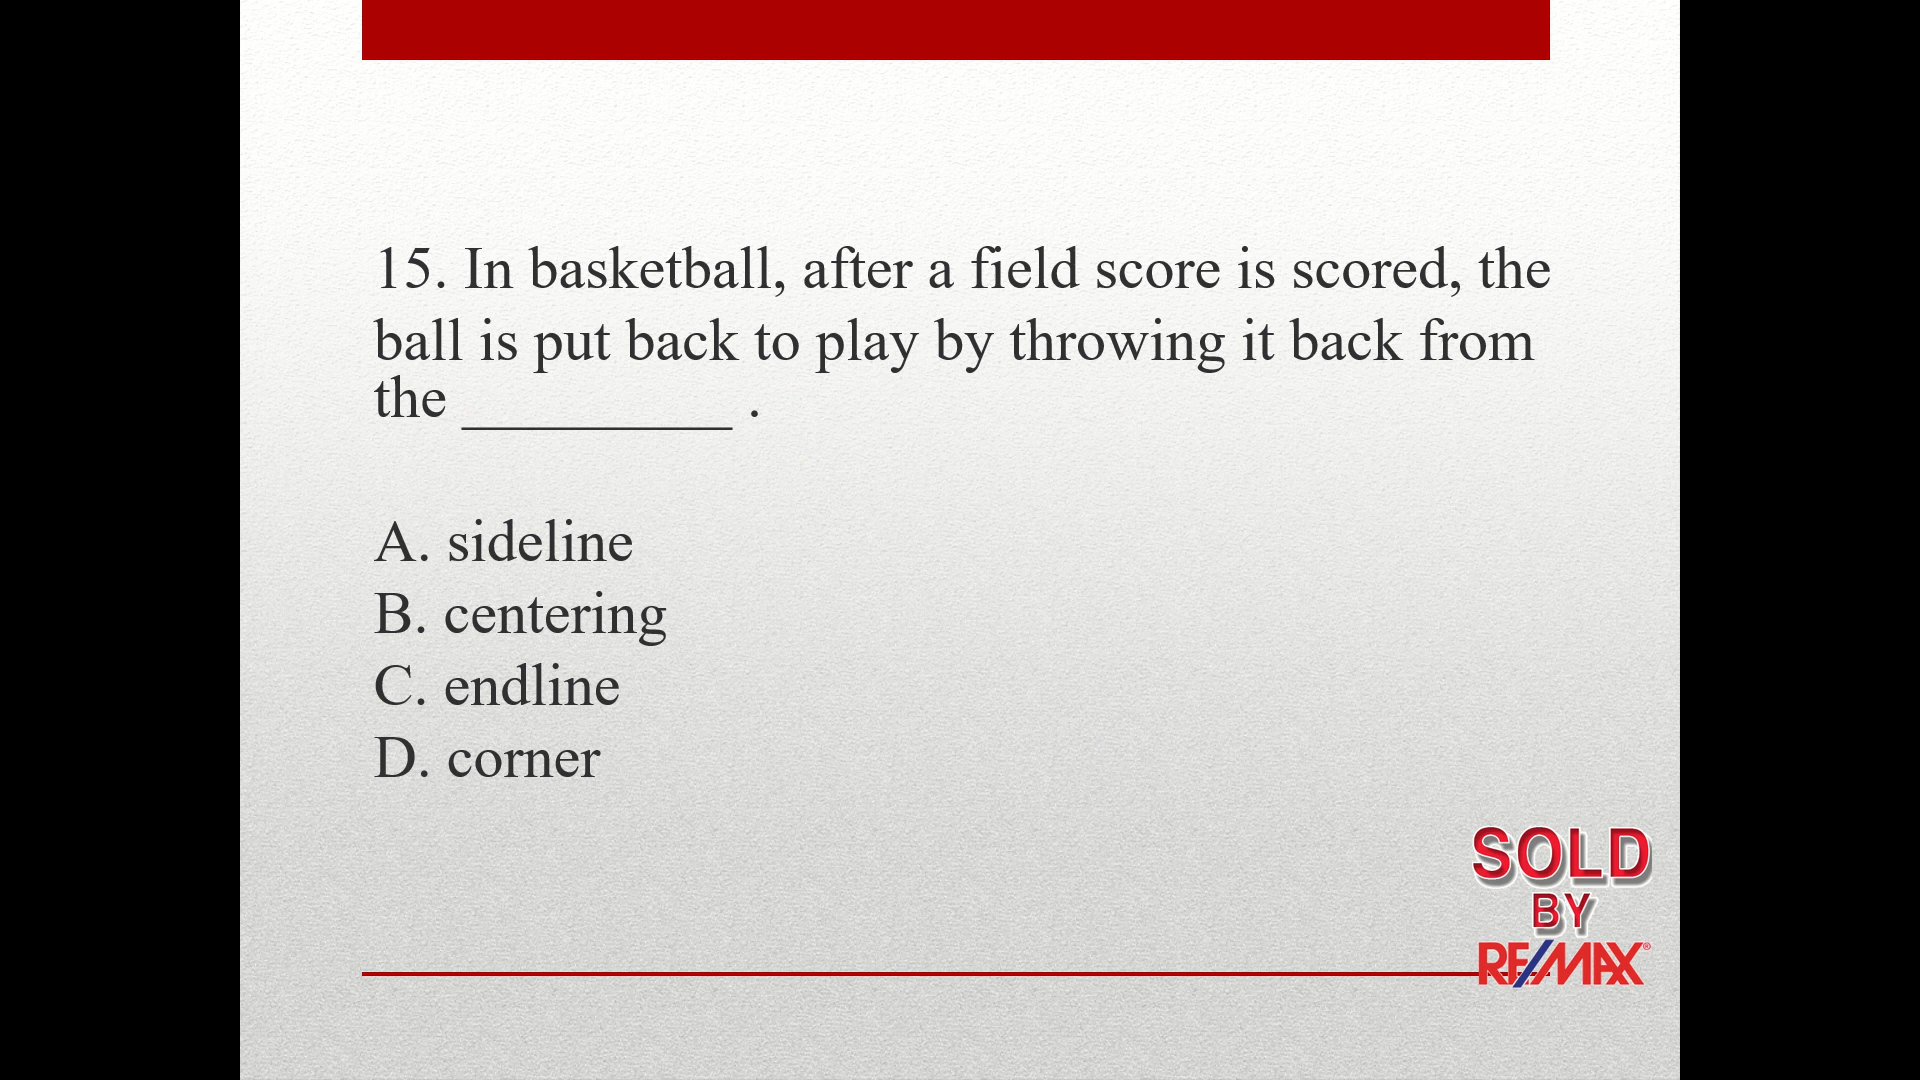 15. In basketball, after a field score is scored, the
ball is put back to play by throwing it back from
the __________ .
A. sideline
B. centering
C. endline
D. corner
SOLD
BY
RE/MAX®